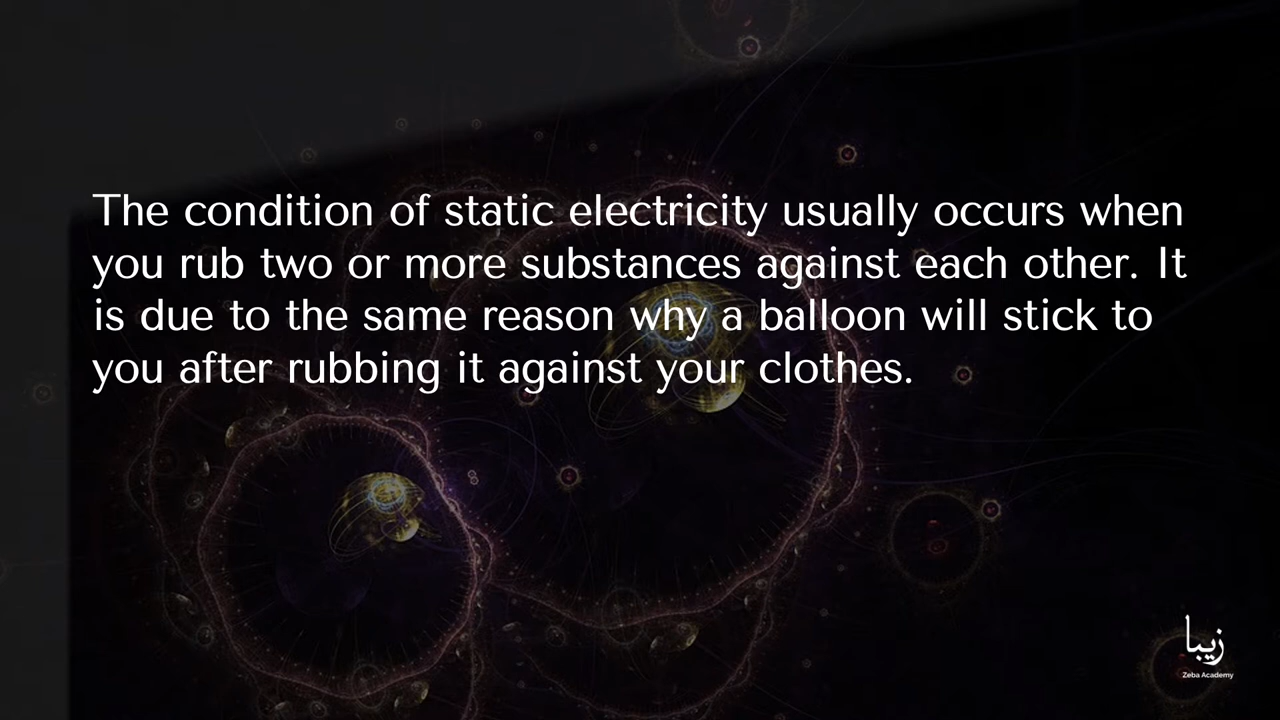 The condition of static electricity usually occurs when
you rub two or more substances against each other. It
is due to the same reason why a balloon will stick to
you after rubbing it against your clothes.
زيبا
Zeba Academy